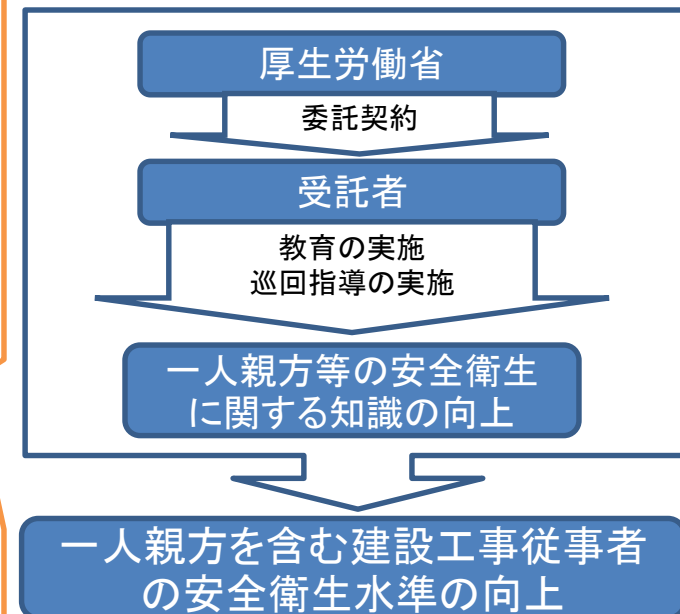 厚生労働省
委託契約
受託者
教育の実施
巡回指導の実施
一人親方等の安全衛生
に関する知識の向上
一人親方を含む建設工事従事者
の安全衛生水準の向上